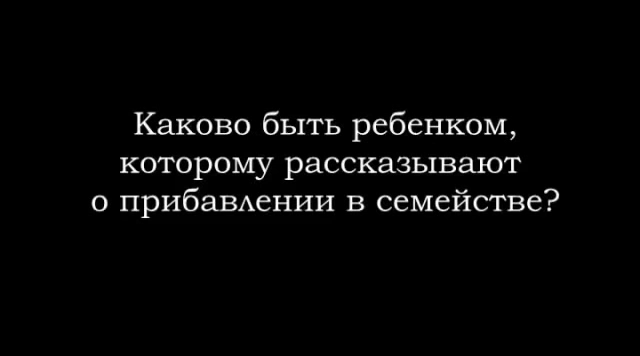 Каково быть ребенком,
которому рассказывают
о прибавлении в семействе?